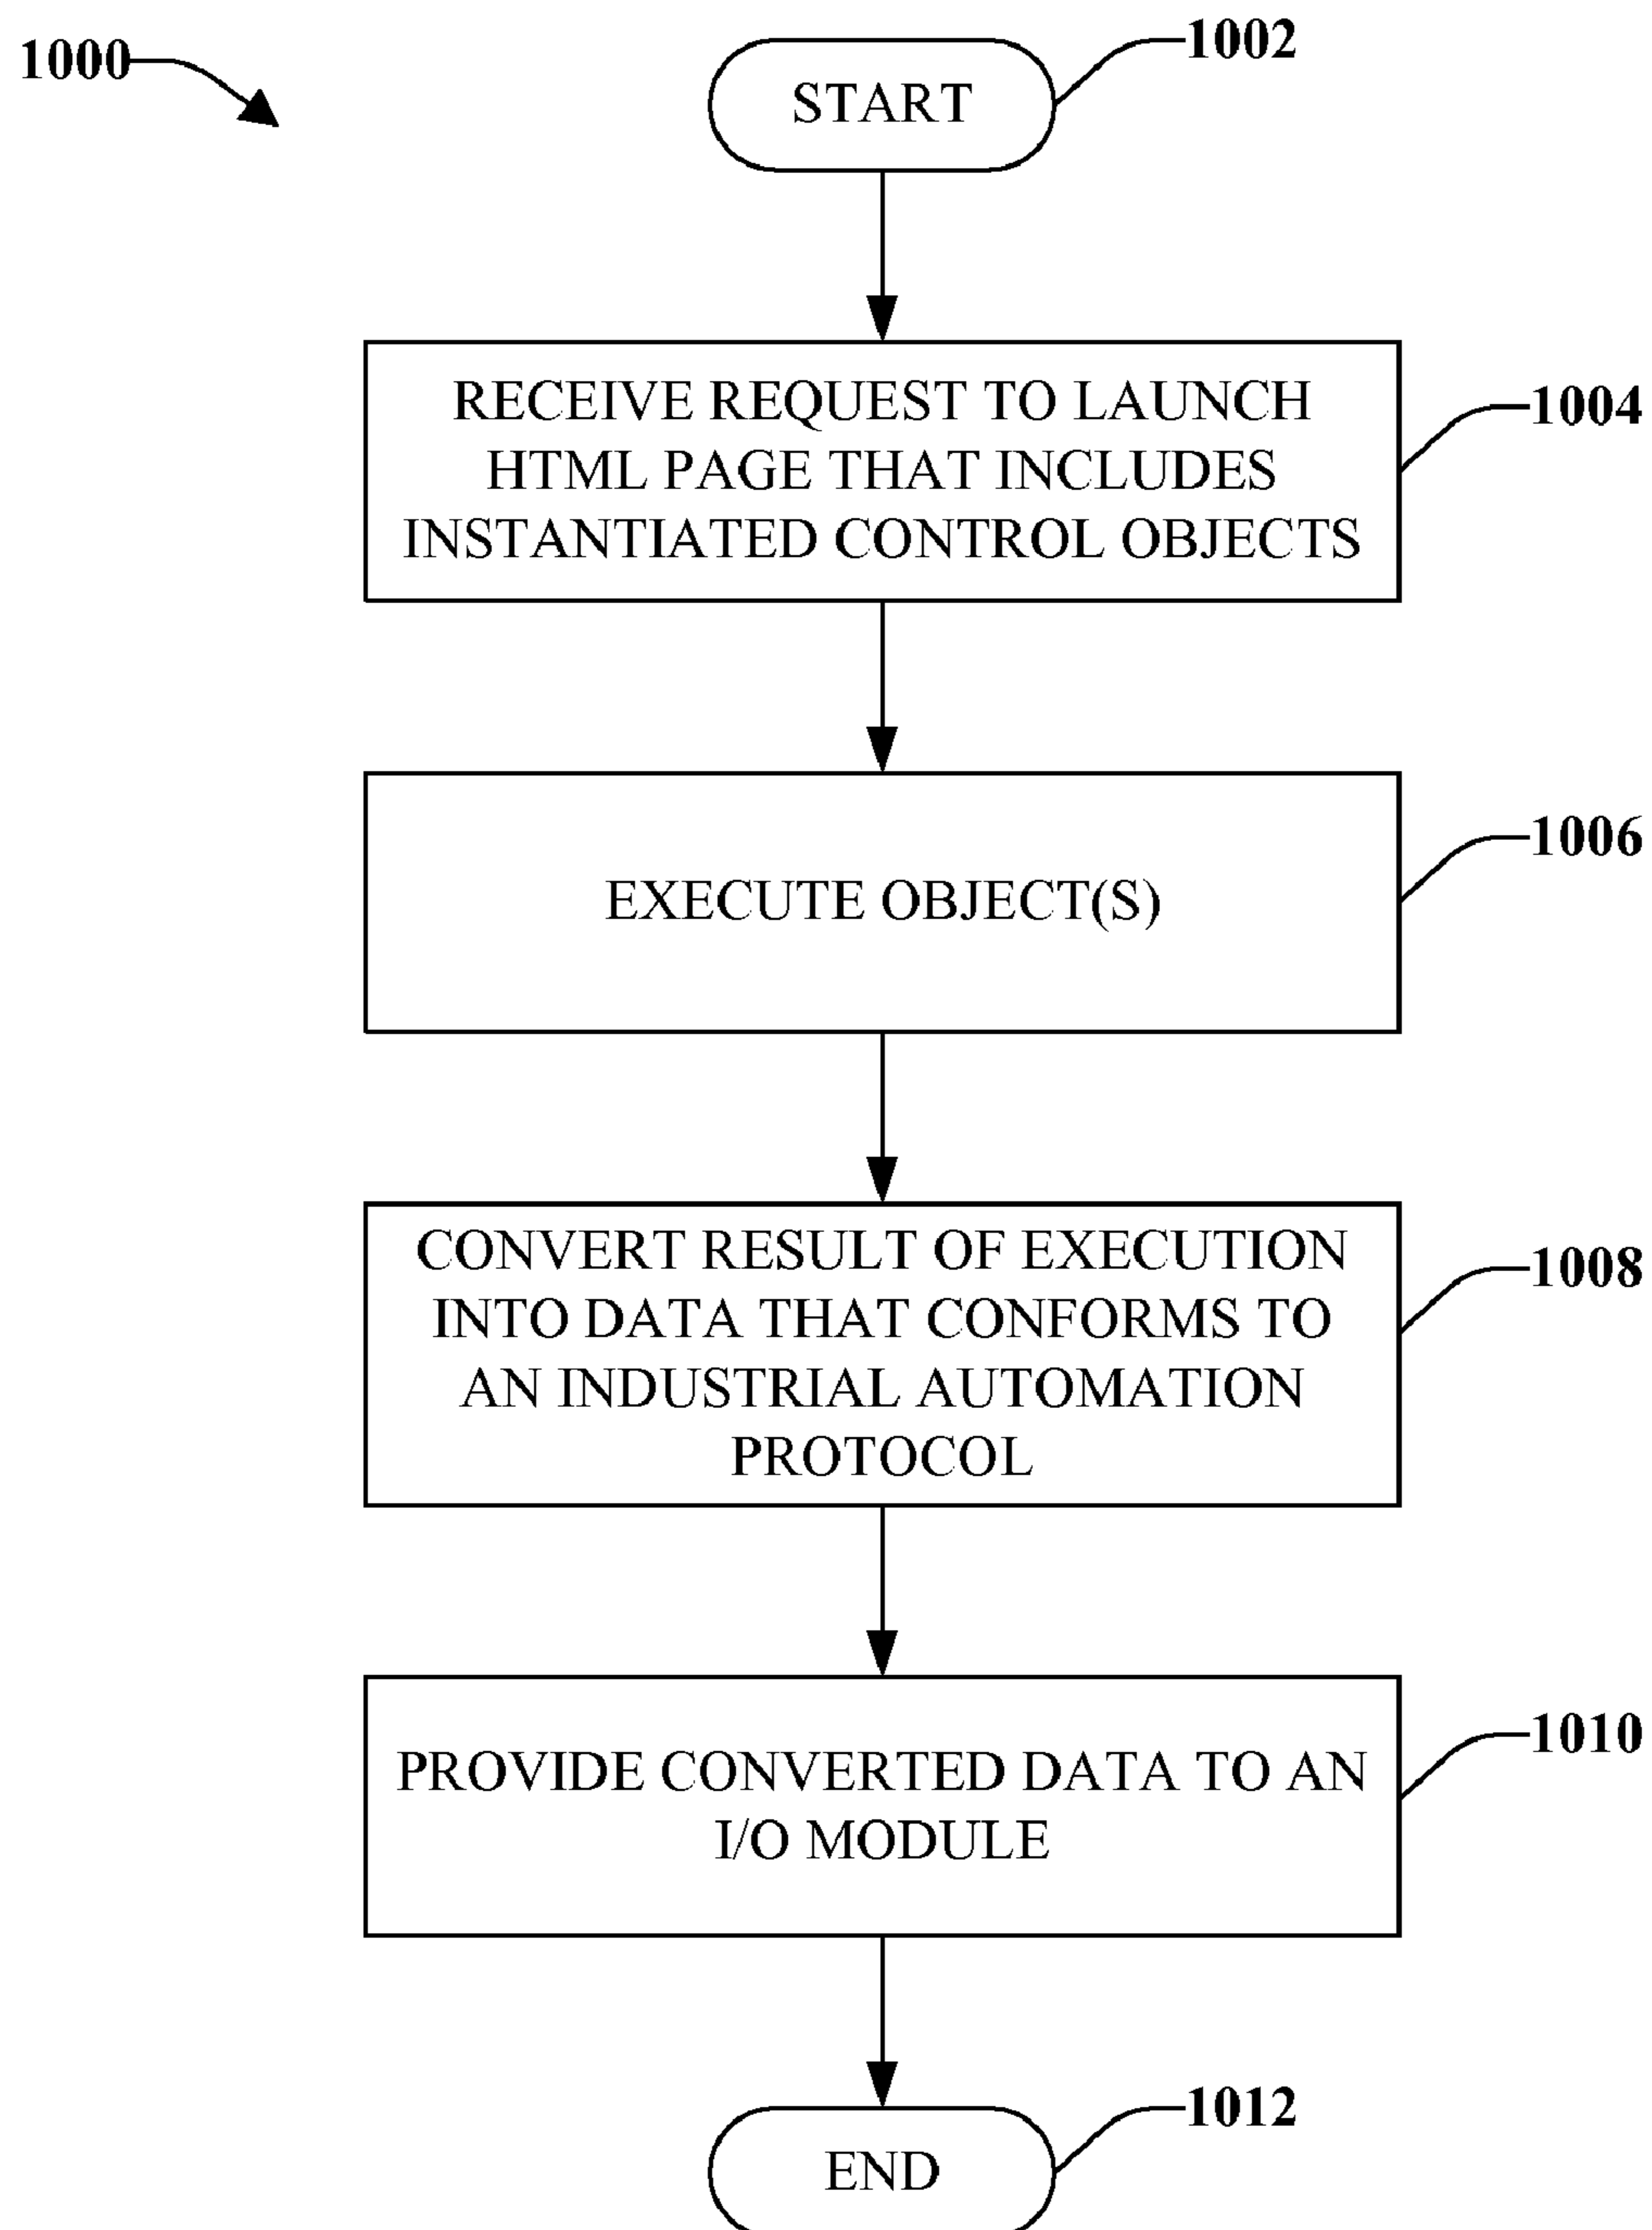 1000
1002
START
RECEIVE REQUEST TO LAUNCH
HTML PAGE THAT INCLUDES
INSTANTIATED CONTROL OBJECTS
1004
EXECUTE OBJECT(S)
1006
CONVERT RESULT OF EXECUTION
INTO DATA THAT CONFORMS TO
AN INDUSTRIAL AUTOMATION
PROTOCOL
1008
PROVIDE CONVERTED DATA TO AN
I/O MODULE
1010
END
1012